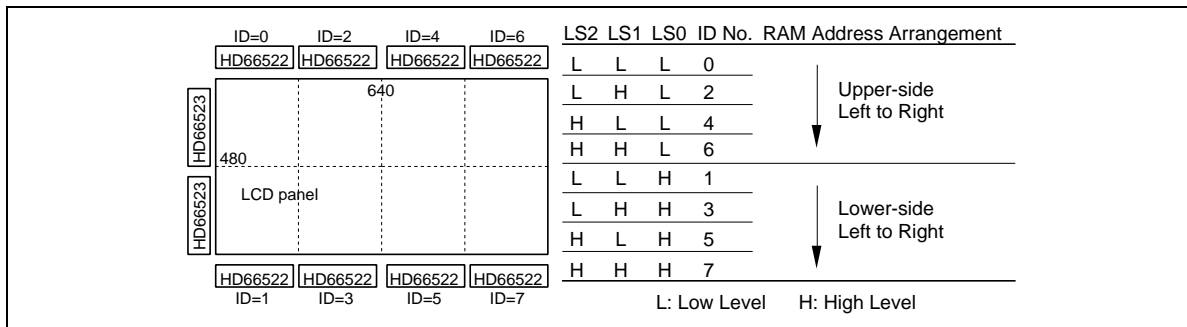 ID=0 ID=2 ID=4 ID=6
HD66522 HD66522 HD66522 HD66522
HD66523
HD66523
640
480
LCD panel
HD66522 HD66522 HD66522 HD66522
ID=1 ID=3 ID=5 ID=7
LS2 LS1 LS0 ID No. RAM Address Arrangement
L L L 0
L H L 2
H L L 4
H H L 6
Upper-side
Left to Right
L L H 1
L H H 3
H L H 5
H H H 7
Lower-side
Left to Right
L: Low Level H: High Level